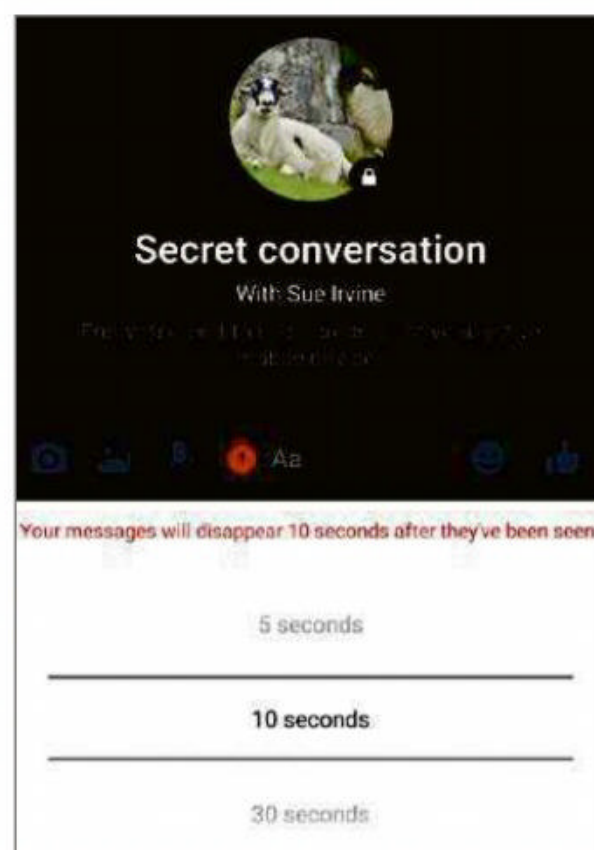 Secret conversation
With Sue Irvine
Aa
Your messages will disappear 10 seconds after they've been seen
5 seconds
10 seconds
30 seconds